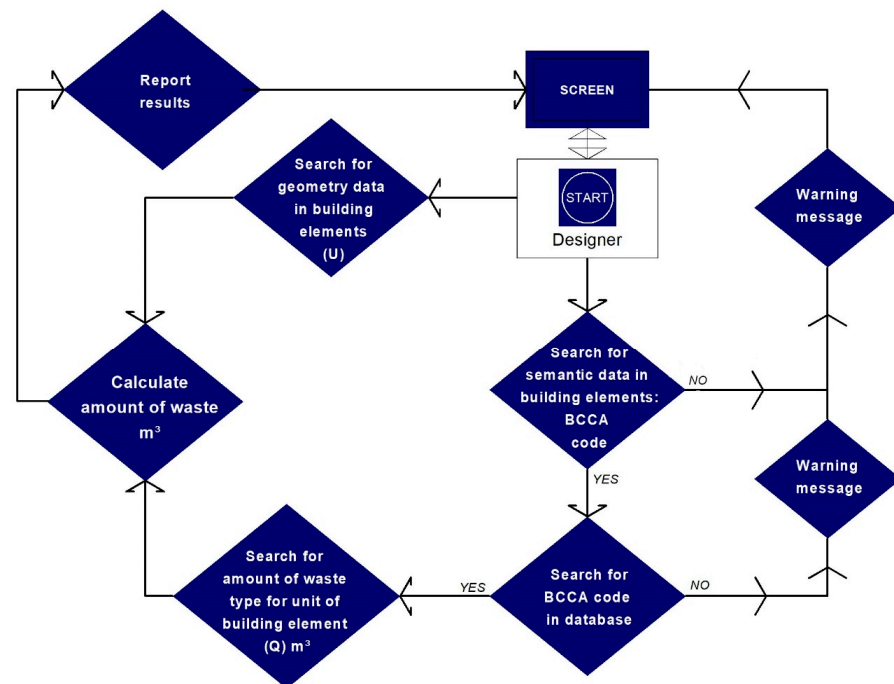 Report
results
SCREEN
Search for
geometry data
in building
elements
(U)
START
Designer
Warning
message
Calculate
amount of waste
m³
Search for
semantic data in
building elements:
BCCA
code
NO
YES
Warning
message
Search for
amount of waste
type for unit of
building element
(Q) m³
YES
Search for
BCCA code
in database
NO